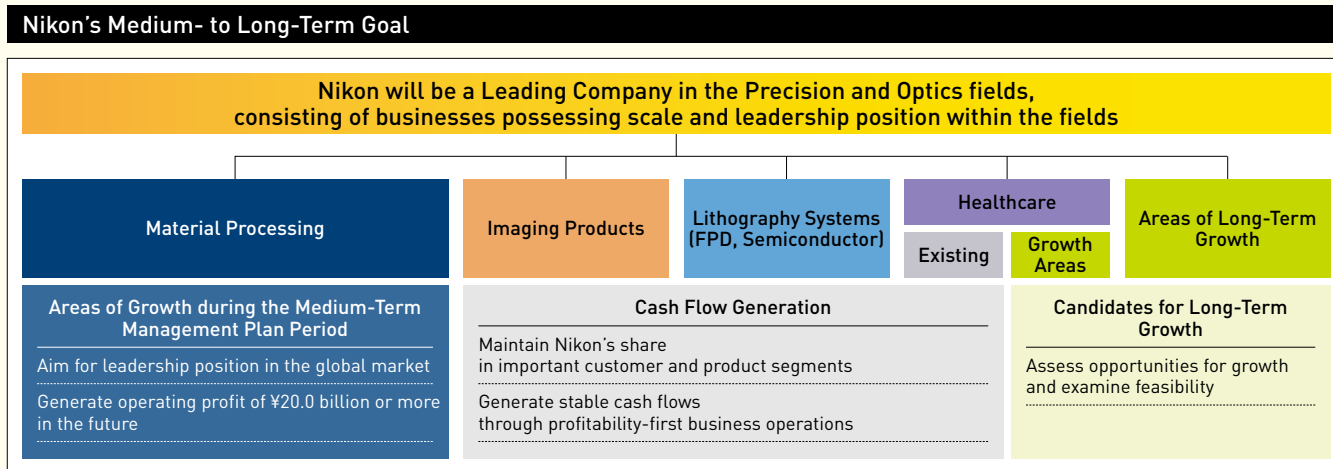 Nikon's Medium- to Long-Term Goal
Nikon will be a Leading Company in the Precision and Optics fields,
consisting of businesses possessing scale and leadership position within the fields
Material Processing
Imaging Products
Lithography Systems
(FPD, Semiconductor)
Healthcare
Existing
Growth
Areas
Areas of Long-Term
Growth
Areas of Growth during the Medium-Term
Management Plan Period
Aim for leadership position in the global market
Generate operating profit of ¥20.0 billion or more
in the future
Cash Flow Generation
Maintain Nikon's share
in important customer and product segments
Generate stable cash flows
through profitability-first business operations
Candidates for Long-Term
Growth
Assess opportunities for growth
and examine feasibility